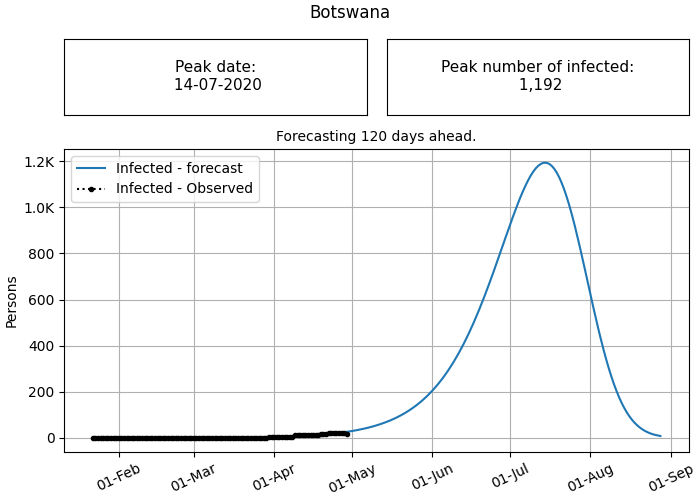 Botswana
Peak date:
14-07-2020
Peak number of infected:
1,192
Forecasting 120 days ahead.
Infected - forecast
Infected - Observed
1.2K
1.0K
800
600
400
200
0
Persons
01-Feb
01-Mar
01-Apr
01-May
01-Jun
01-Jul
01-Aug
01-Sep